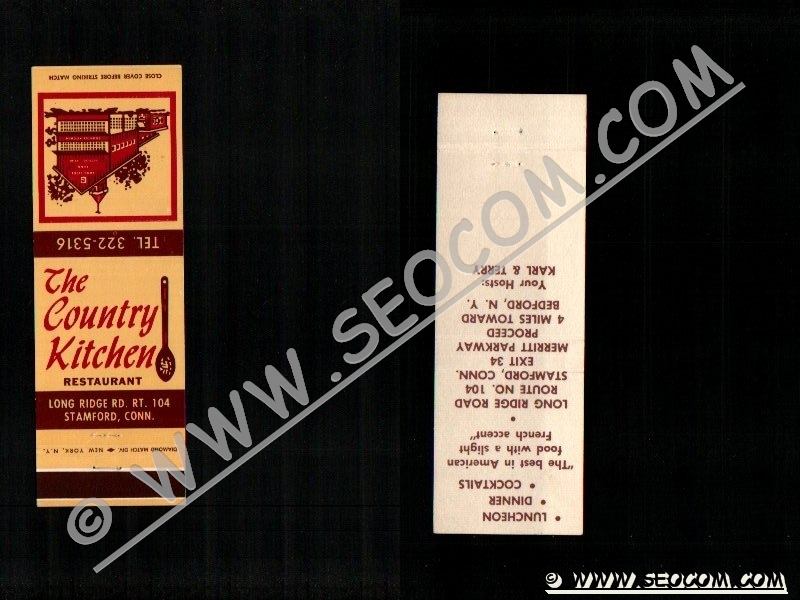 CLOSE COVER BEFORE STRIKING MATCH
TEL. 322-5316
The
Country
Kitchen
RESTAURANT
LONG RIDGE RD. RT. 104
STAMFORD, CONN.
DIAMOND MATCH DIV. NEW YORK, N.Y.
• LUNCHEON
• DINNER
• COCKTAILS
"The best in American
food with a slight
French accent"
•
LONG RIDGE ROAD
ROUTE NO. 104
STAMFORD, CONN.
EXIT 34
MERRITT PARKWAY
PROCEED
4 MILES TOWARD
BEDFORD, N. Y.
Your Hosts:
KARL & TERRY
© WWW.SEOCOM.COM
© WWW.SEOCOM.COM